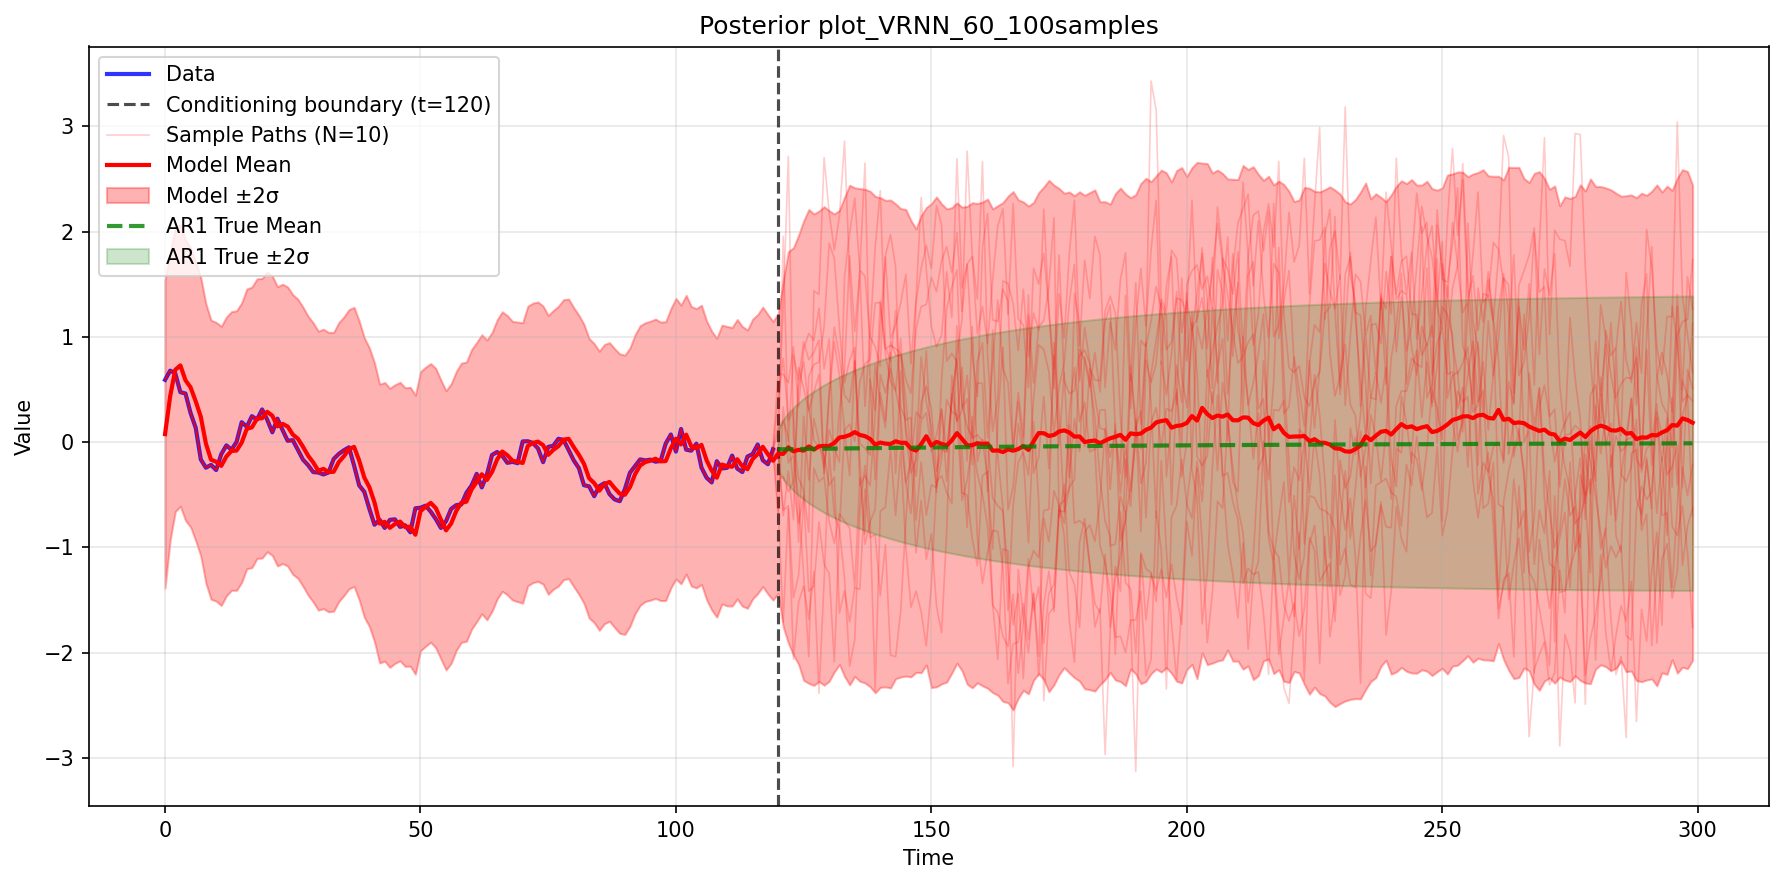 Posterior plot_VRNN_60_100samples
Data
Conditioning boundary (t=120)
Sample Paths (N=10)
Model Mean
Model ±2σ
AR1 True Mean
AR1 True ±2σ
Value
3
2
1
0
−1
−2
−3
0 50 100 150 200 250 300
Time